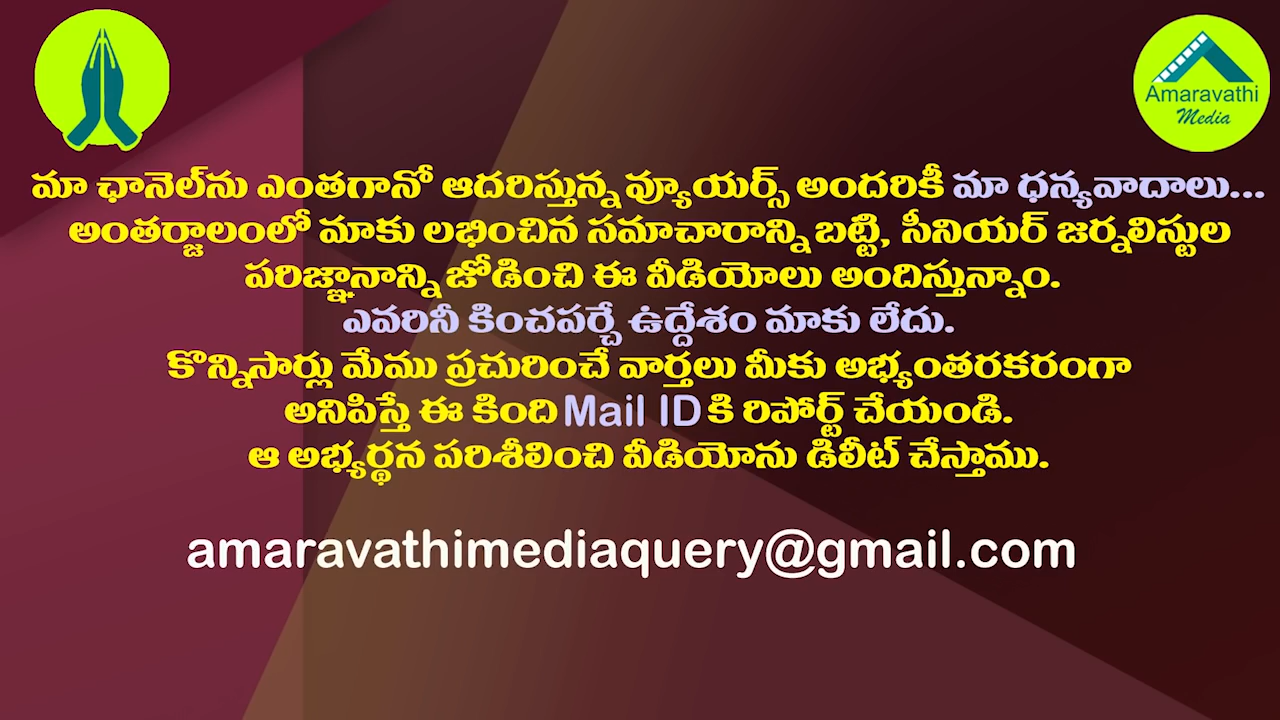 Amaravathi
Media
మా ఛానెల్‌ను ఎంతగానో ఆదరిస్తున్న వ్యూయర్స్ అందరికీ మా ధన్యవాదాలు...
అంతర్జాలంలో మాకు లభించిన సమాచారాన్ని బట్టి, సీనియర్ జర్నలిస్టుల
పరిజ్ఞానాన్ని జోడించి ఈ వీడియోలు అందిస్తున్నాం.
ఎవరినీ కించపర్చే ఉద్దేశం మాకు లేదు.
కొన్నిసార్లు మేము ప్రచురించే వార్తలు మీకు అభ్యంతరకరంగా
అనిపిస్తే ఈ కింది Mail ID కి రిపోర్ట్ చేయండి.
ఆ అభ్యర్థన పరిశీలించి వీడియోను డిలీట్ చేస్తాము.
amaravathimediaquery@gmail.com